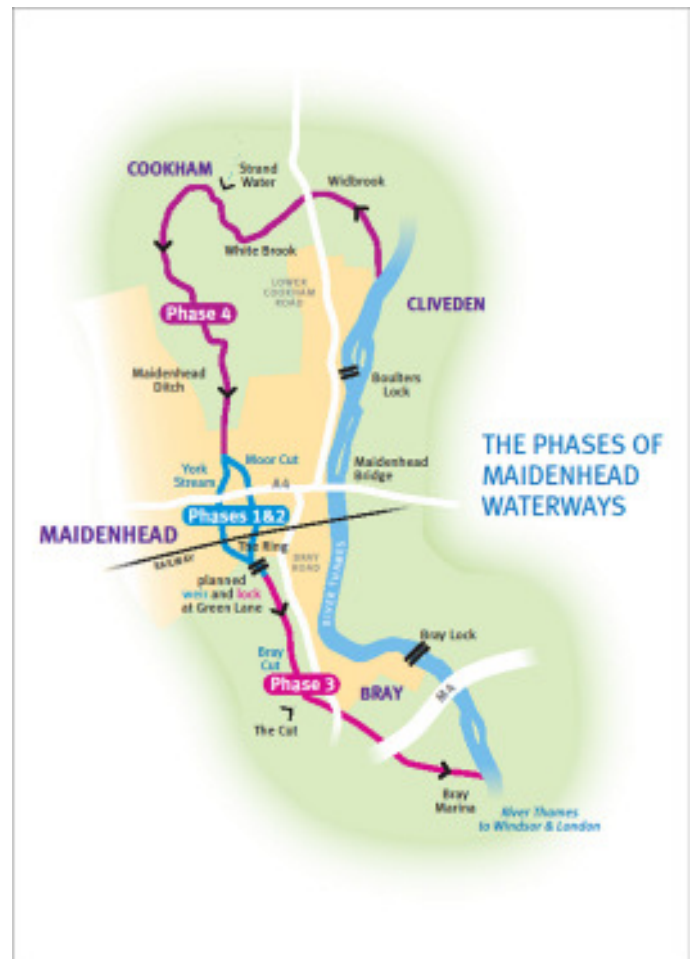 COOKHAM
Strand
Water
Widbrook
White Brook
LOWER
COOKHAM
ROAD
CLIVEDEN
Phase 4
Maidenhead
Ditch
Boulters
Lock
THE PHASES OF
MAIDENHEAD
WATERWAYS
York
Stream
Moor Cut
Maidenhead
Bridge
A4
Phases 1&2
MAIDENHEAD
The Ring
RAILWAY
BRAY
ROAD
RIVER THAMES
planned
weir and lock
at Green Lane
Bray
Cut
Bray Lock
Phase 3
BRAY
M4
The Cut
Bray
Marina
River Thames
to Windsor & London